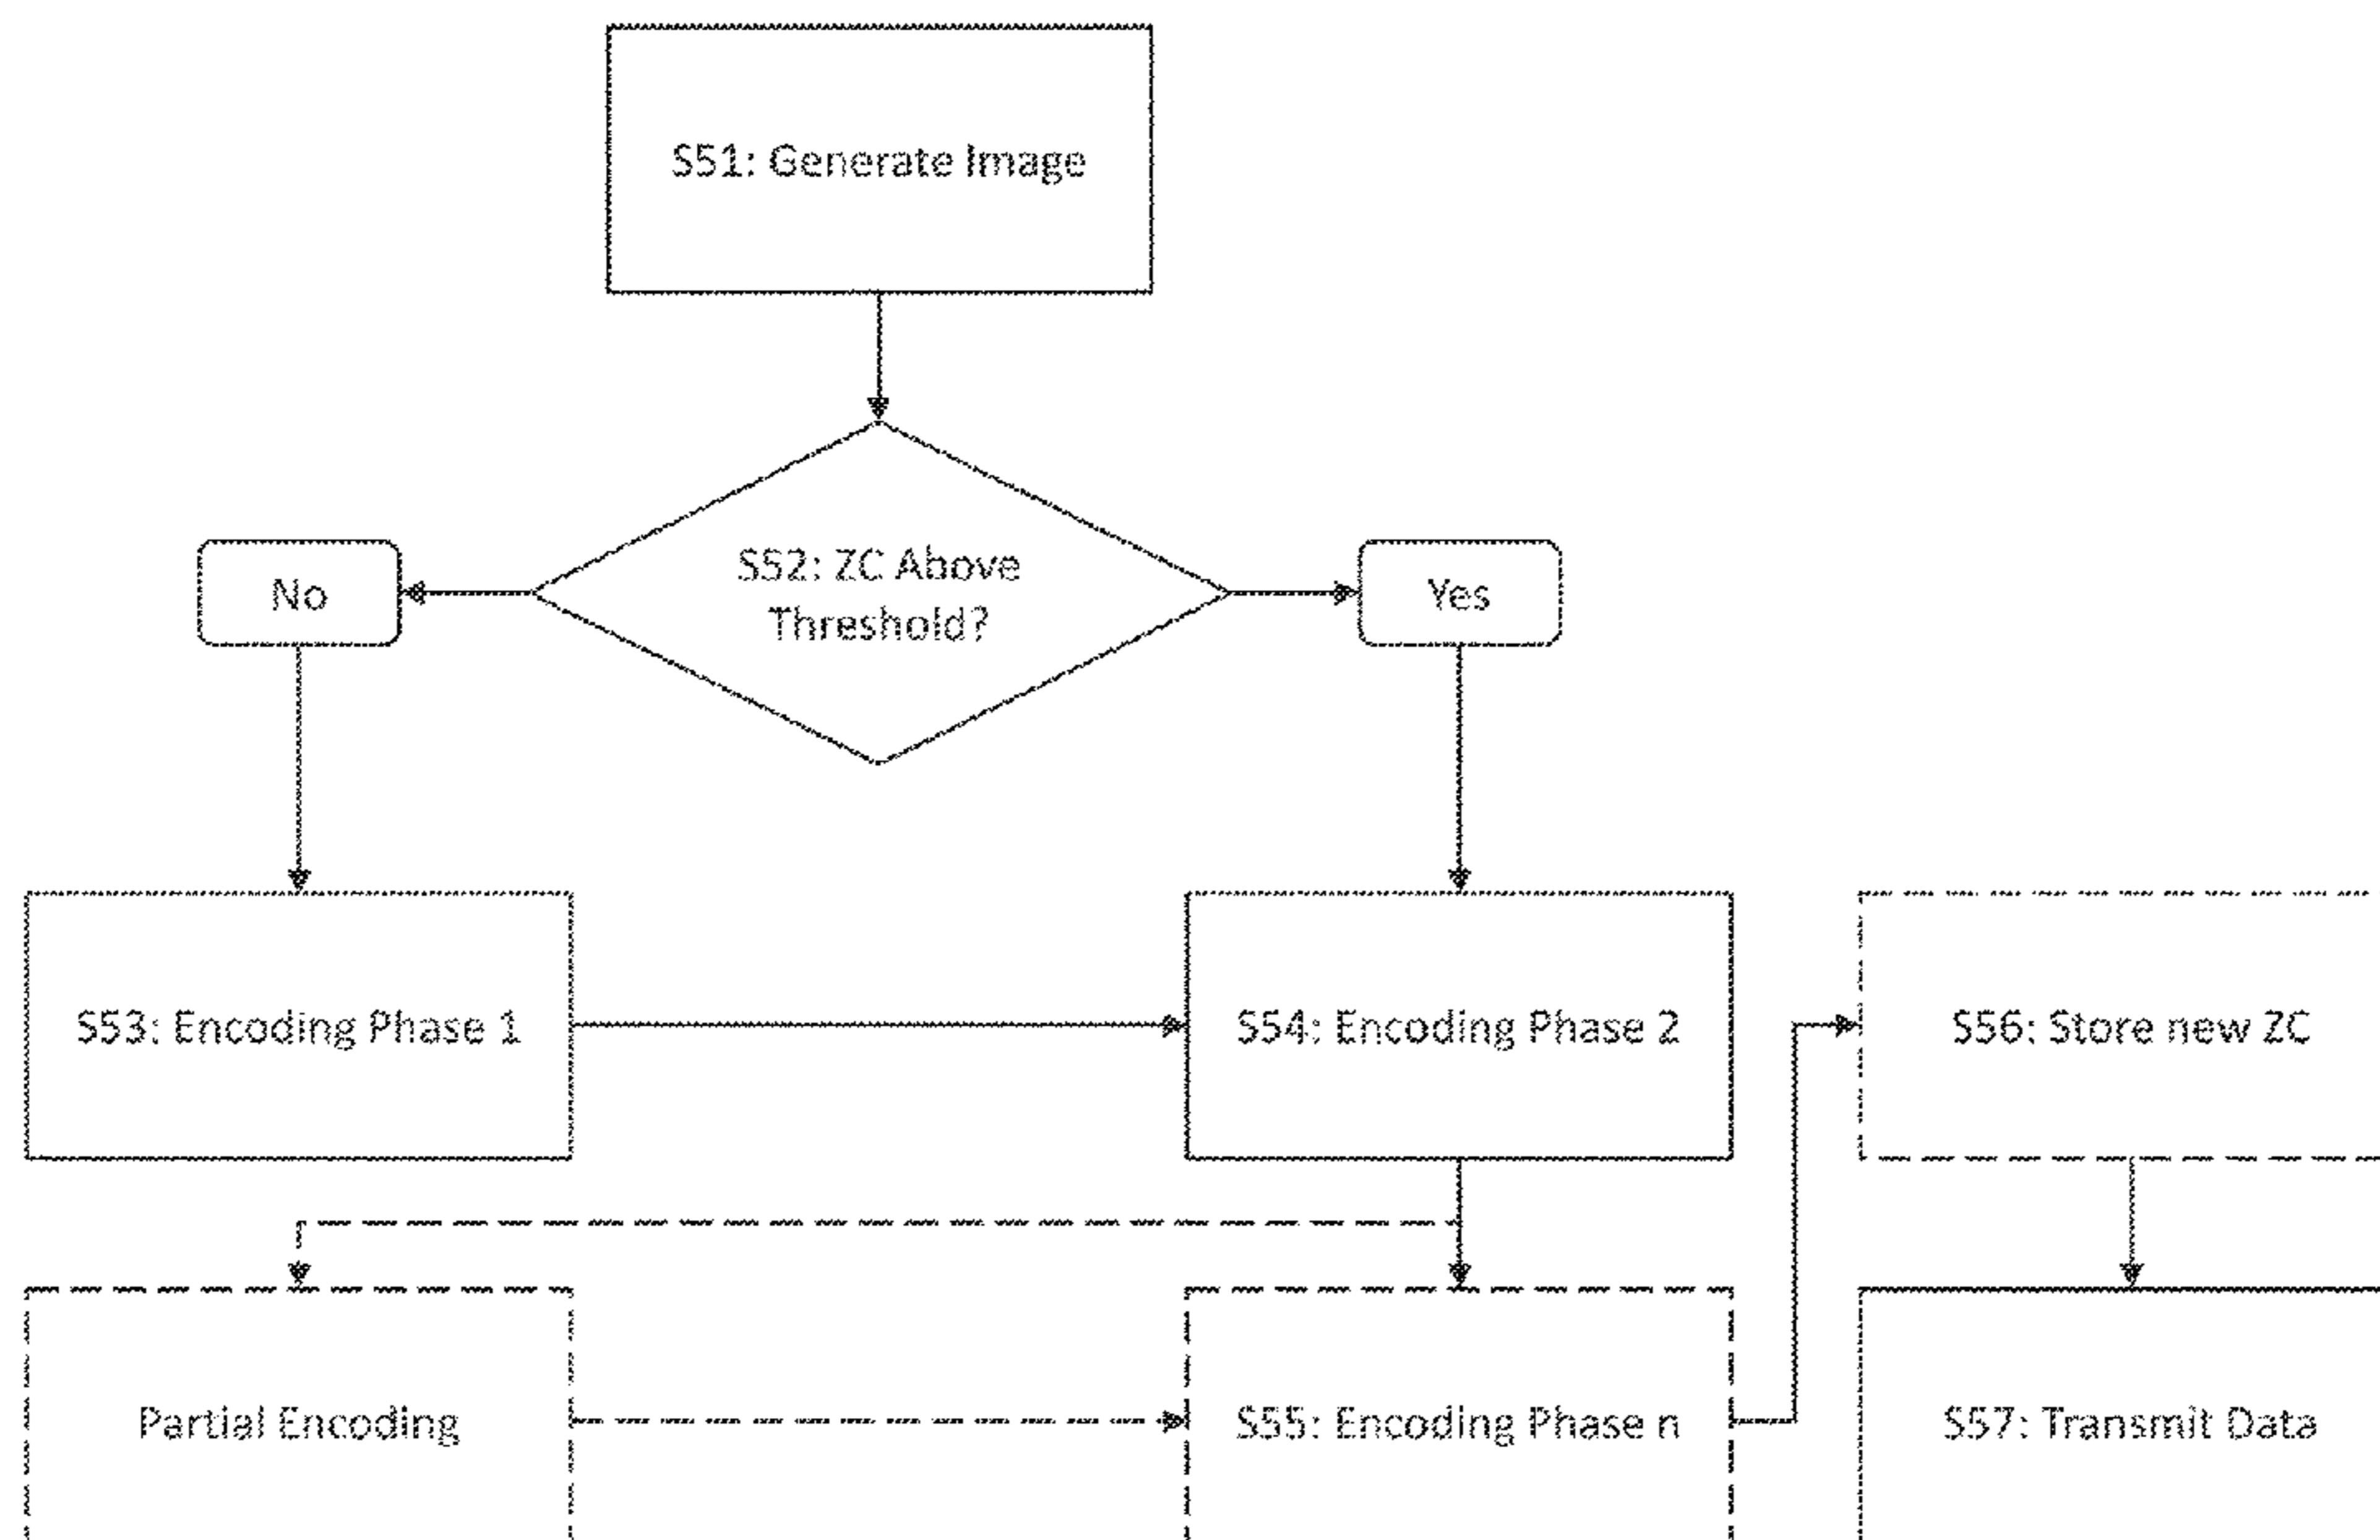 S51: Generate Image
S52: ZC Above
Threshold?
No
Yes
S53: Encoding Phase 1
S54: Encoding Phase 2
S56: Store new ZC
Partial Encoding
S55: Encoding Phase n
S57: Transmit Data